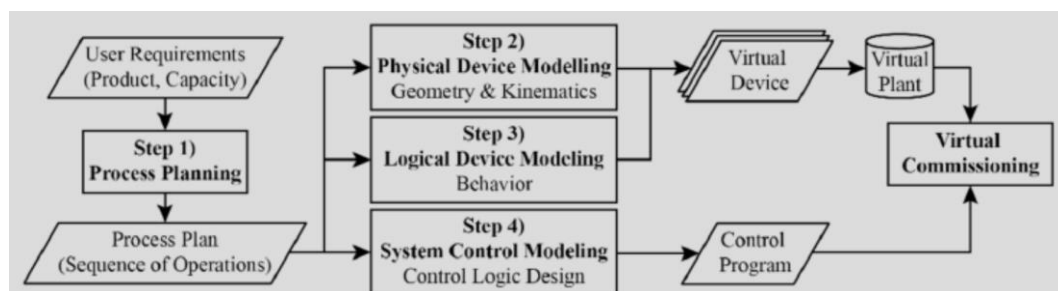 User Requirements
(Product, Capacity)
Step 1)
Process Planning
Process Plan
(Sequence of Operations)
Step 2)
Physical Device Modelling
Geometry & Kinematics
Step 3)
Logical Device Modeling
Behavior
Step 4)
System Control Modeling
Control Logic Design
Virtual
Device
Virtual
Plant
Control
Program
Virtual
Commissioning